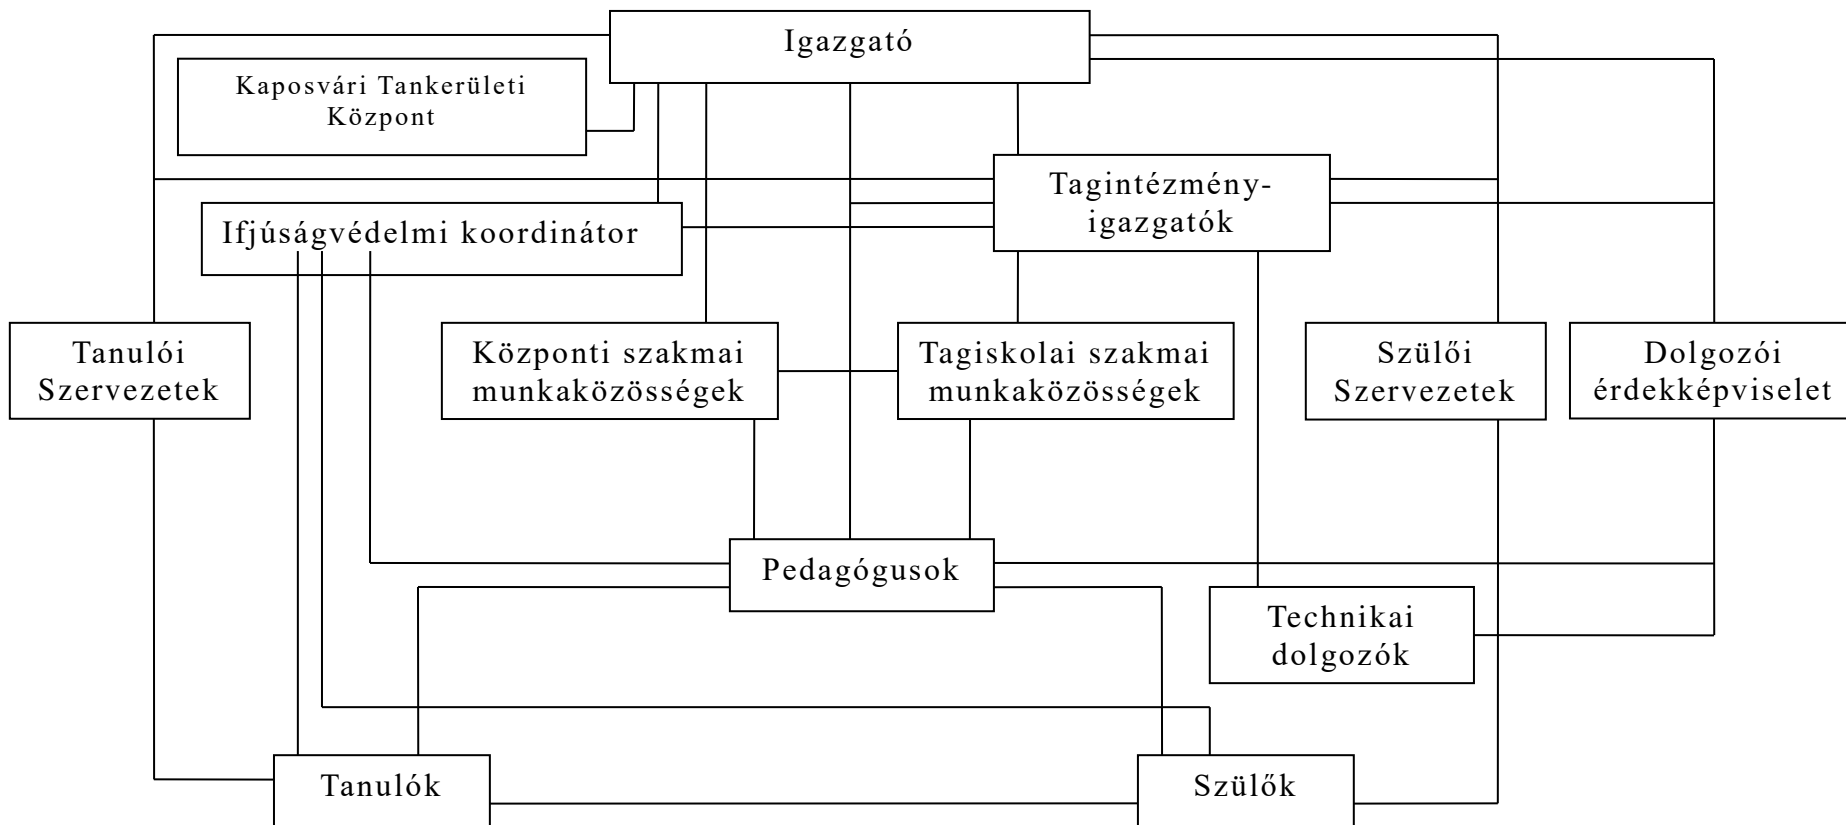 Igazgató
Kaposvári Tankerületi
Központ
Tagintézmény-
igazgatók
Ifjúságvédelmi koordinátor
Tanulói
Szervezetek
Központi szakmai
munkaközösségek
Tagiskolai szakmai
munkaközösségek
Szülői
Szervezetek
Dolgozói
érdekképviselet
Pedagógusok
Technikai
dolgozók
Tanulók
Szülők